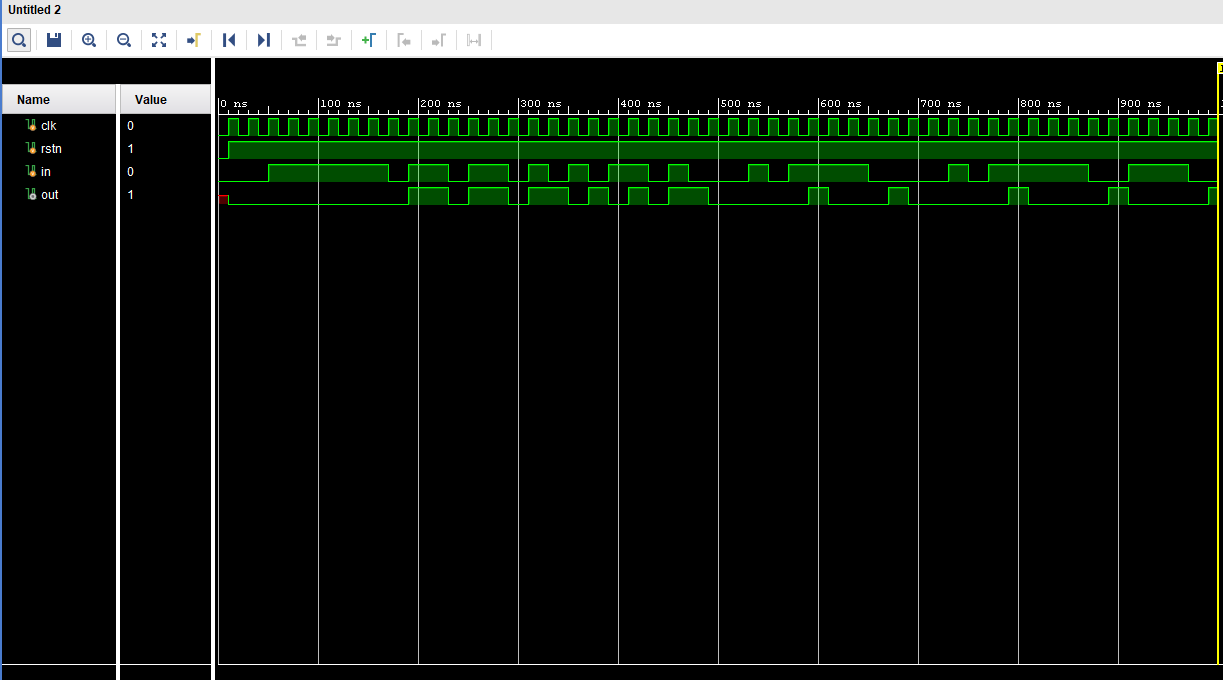 Untitled 2
Name Value
0 ns 100 ns 200 ns 300 ns 400 ns 500 ns 600 ns 700 ns 800 ns 900 ns
clk 0
rstn 1
in 0
out 1